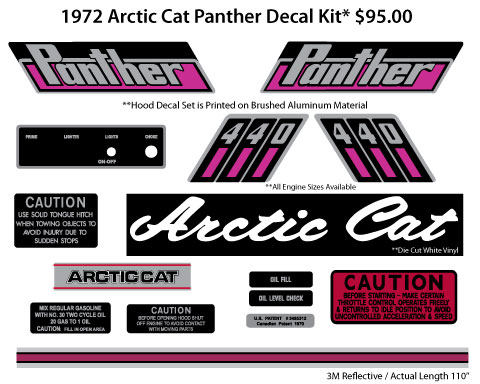 1972 Arctic Cat Panther Decal Kit* $95.00
Panther
Panther
**Hood Decal Set is Printed on Brushed Aluminum Material
PRIME LIGHTER LIGHTS CHOKE
ON-OFF
440
440
**All Engine Sizes Available
CAUTION
USE SOLID TONGUE HITCH
WHEN TOWING OBJECTS TO
AVOID INJURY DUE TO
SUDDEN STOPS
Arctic Cat
**Die Cut White Vinyl
ARCTIC CAT
OIL FILL
OIL LEVEL CHECK
U.S. PATENT # 3485312
Canadian Patent 1970
CAUTION
BEFORE STARTING - MAKE CERTAIN
THROTTLE CONTROL OPERATES FREELY
& RETURNS TO IDLE POSITION TO AVOID
UNCONTROLLED ACCELERATION & SPEED
MIX REGULAR GASOLINE
WITH NO. 30 TWO CYCLE OIL
20 GAS TO 1 OIL
CAUTION: FILL IN OPEN AREA
CAUTION
BEFORE OPENING HOOD SHUT
OFF ENGINE TO AVOID CONTACT
WITH MOVING PARTS
3M Reflective / Actual Length 110"